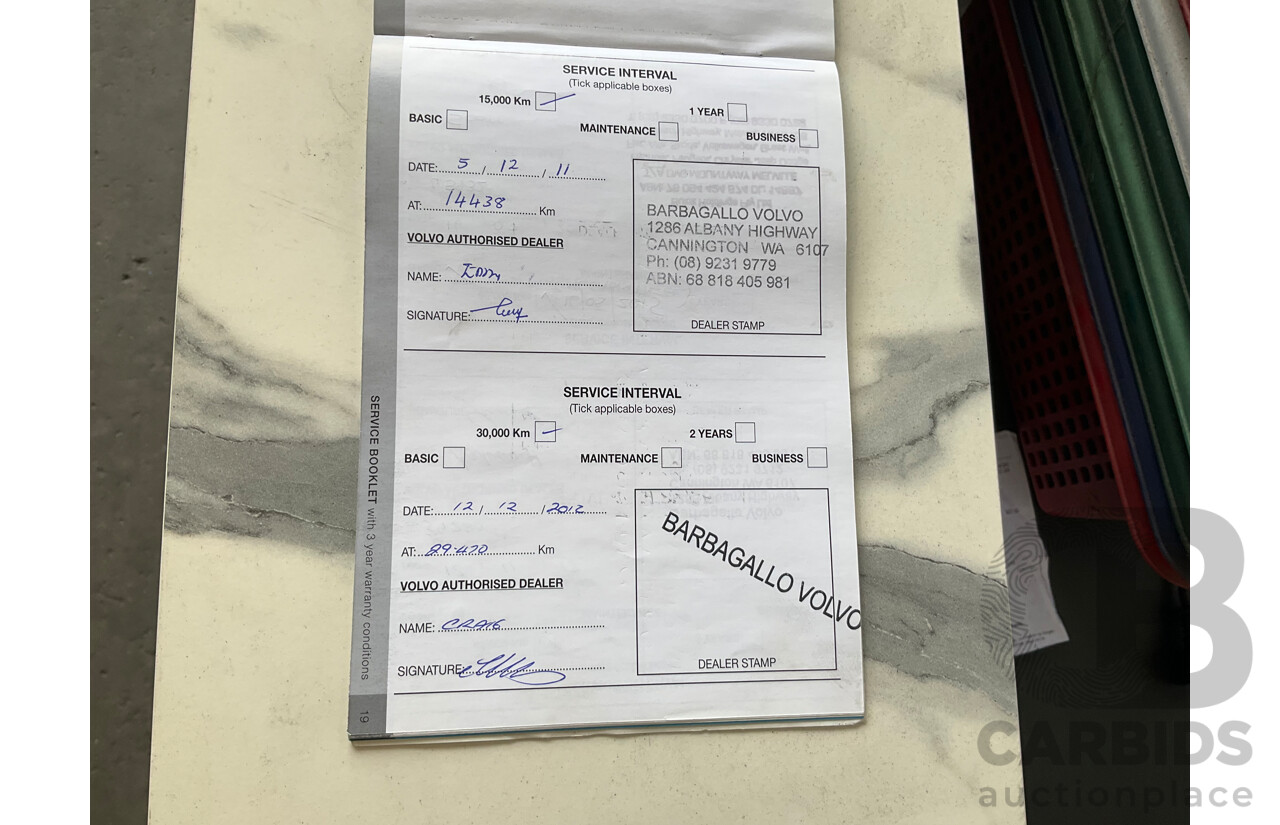 SERVICE INTERVAL
(Tick applicable boxes)
15,000 Km
1 YEAR
BASIC
MAINTENANCE
BUSINESS
DATE: 5 / 12 / 11
AT: 14438 Km
VOLVO AUTHORISED DEALER
NAME:
SIGNATURE:
BARBAGALLO VOLVO
1286 ALBANY HIGHWAY
CANNINGTON WA 6107
Ph: (08) 9231 9779
ABN: 68 818 405 981
DEALER STAMP
SERVICE INTERVAL
(Tick applicable boxes)
30,000 Km
2 YEARS
BASIC
MAINTENANCE
BUSINESS
DATE: 12 / 12 / 2012
AT: Km
VOLVO AUTHORISED DEALER
NAME: CRAIG
SIGNATURE:
BARBAGALLO VOLVO
DEALER STAMP
SERVICE BOOKLET with 3 year warranty conditions
19
CARBIDS
auctionplace